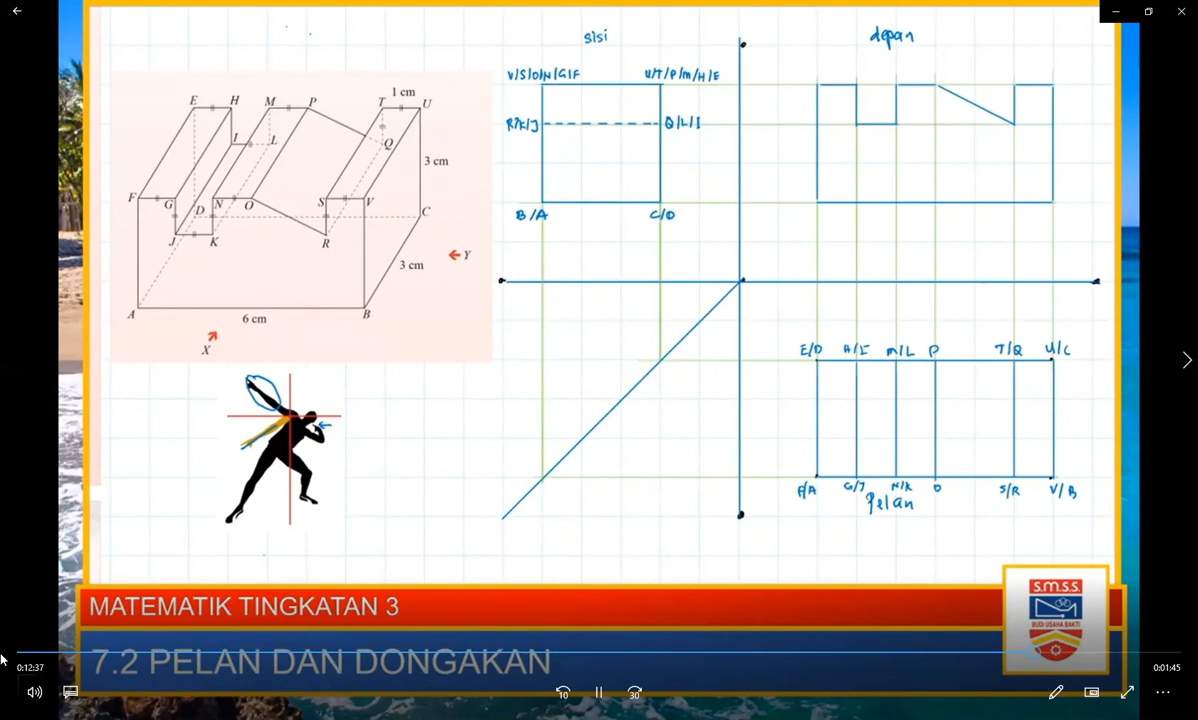 sisi
depan
V/S/O/N/G/F
U/T/P/M/H/E
R/K/J
Q/L/I
B/A
C/D
E/D
H/I
M/L
P
T/Q
U/C
F/A
G/J
N/K
O
S/R
V/B
Pelan
1 cm
E
H
M
P
T
U
I
L
Q
3 cm
F
G
D
N
O
S
V
C
J
K
R
Y
3 cm
A
B
6 cm
X
MATEMATIK TINGKATAN 3
7.2 PELAN DAN DONGAKAN
S.M.S.S.
BUDI USAHA BAKTI
0:12:37
0:01:45
10
30